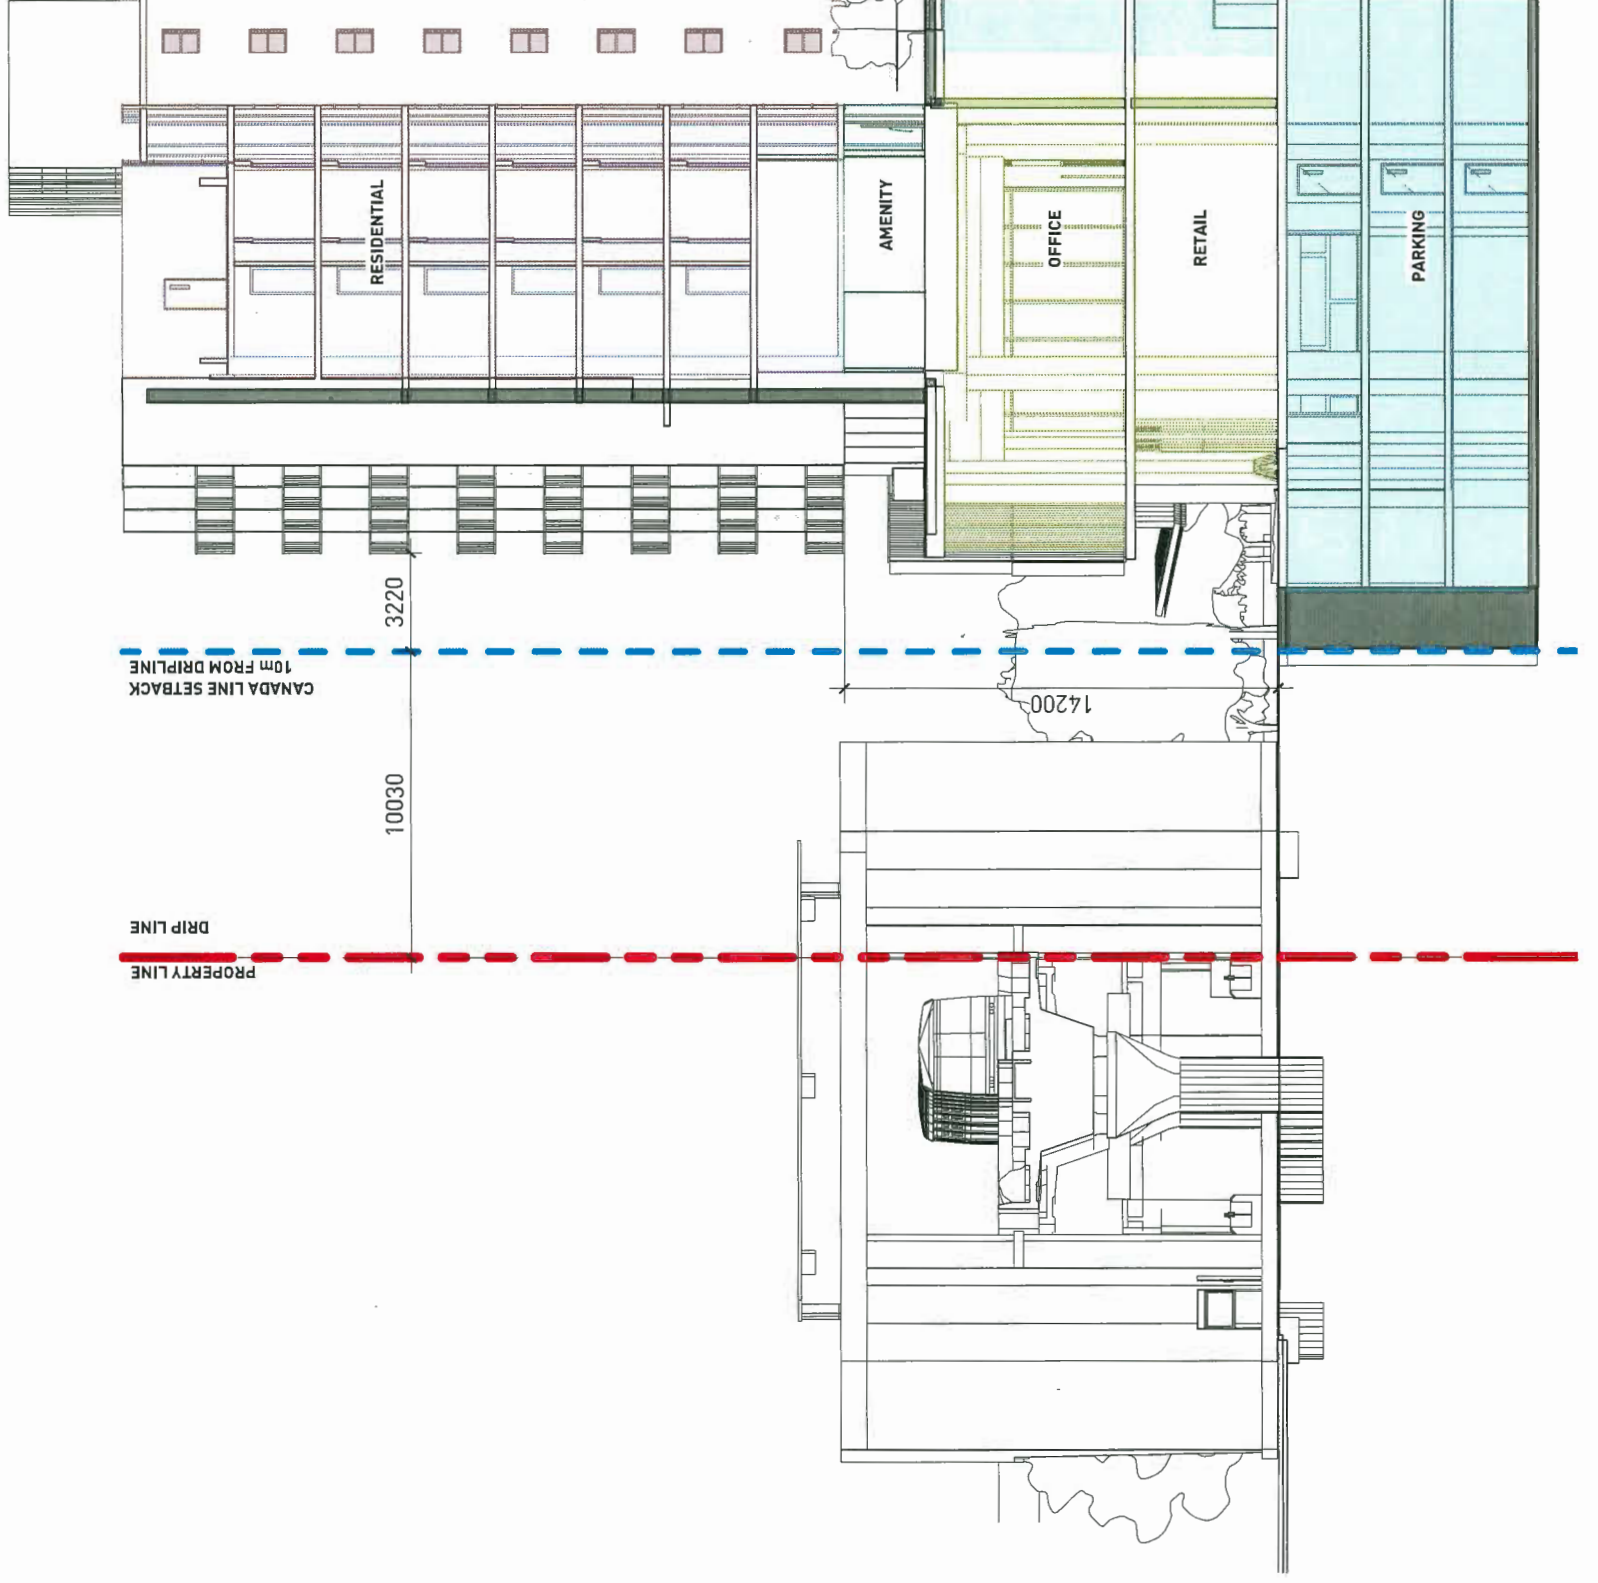 RESIDENTIAL
AMENITY
OFFICE
RETAIL
PARKING
3220
CANADA LINE SETBACK
10m FROM DRIPLINE
14200
10030
DRIP LINE
PROPERTY LINE